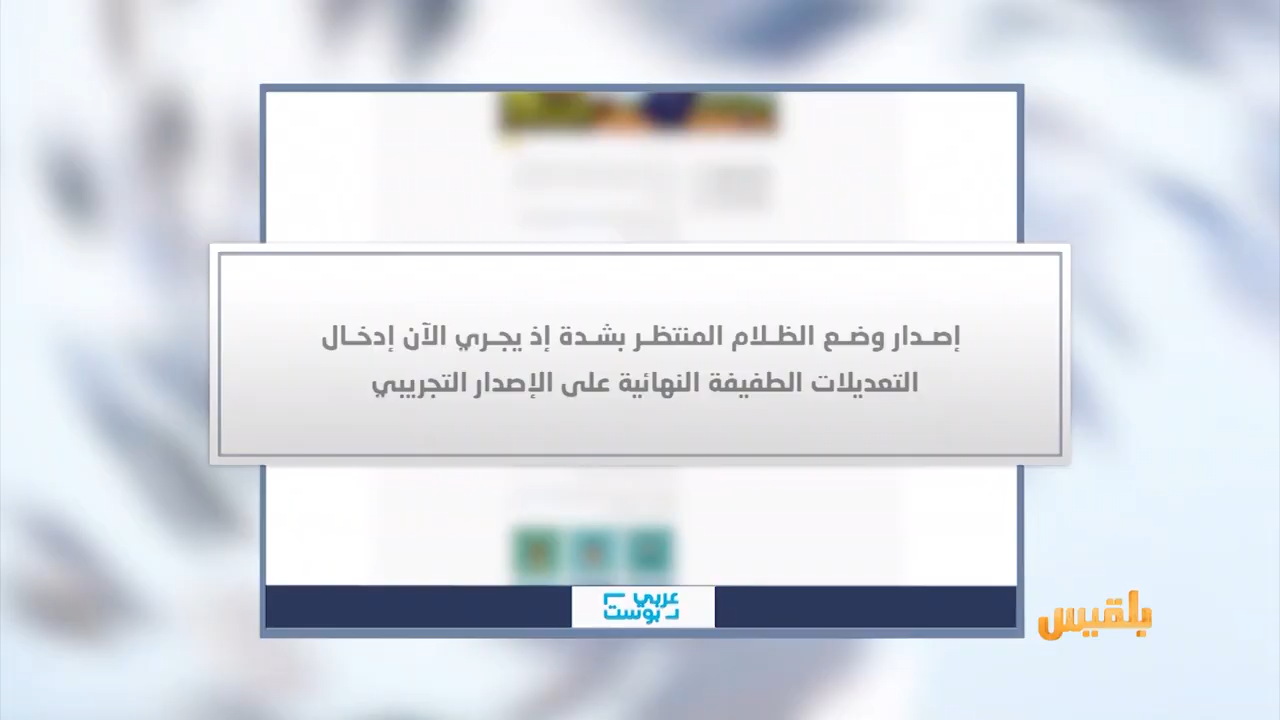 إصدار وضع الظلام المنتظر بشدة إذ يجري الآن إدخال
التعديلات الطفيفة النهائية على الإصدار التجريبي
عربي
بوست
بلقيس